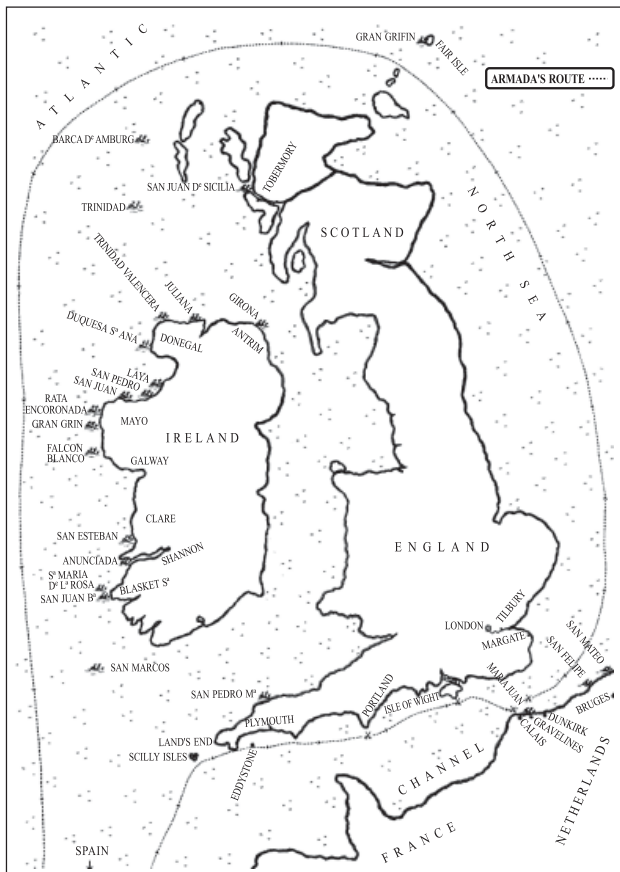 GRAN GRIFIN
FAIR ISLE
ARMADA'S ROUTE ......
ATLANTIC
BARCA Dᵉ AMBURG
SAN JUAN Dᵉ SICILIA
TOBERMORY
TRINIDAD
SCOTLAND
NORTH SEA
TRINIDAD VALENCERA
JULIANA
GIRONA
DUQUESA Sᵃ ANA
DONEGAL
ANTRIM
LAYA
SAN PEDRO
SAN JUAN
RATA
ENCORONADA
MAYO
GRAN GRIN
IRELAND
FALCON
BLANCO
GALWAY
CLARE
SAN ESTEBAN
ENGLAND
ANUNCIADA
SHANNON
Sᵃ MARIA
Dᵉ Lᵃ ROSA
BLASKET Sᵃ
SAN JUAN Bᵃ
TILBURY
LONDON
MARGATE
SAN MATEO
SAN FELIPE
SAN MARCOS
MARIA JUAN
SAN PEDRO Mᵃ
PORTLAND
ISLE OF WIGHT
BRUGES
PLYMOUTH
DUNKIRK
GRAVELINES
CALAIS
LAND'S END
SCILLY ISLES
EDDYSTONE
CHANNEL
NETHERLANDS
FRANCE
SPAIN